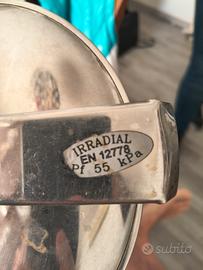 IRRADIAL
EN 12778
Pf 55 kPa
subito